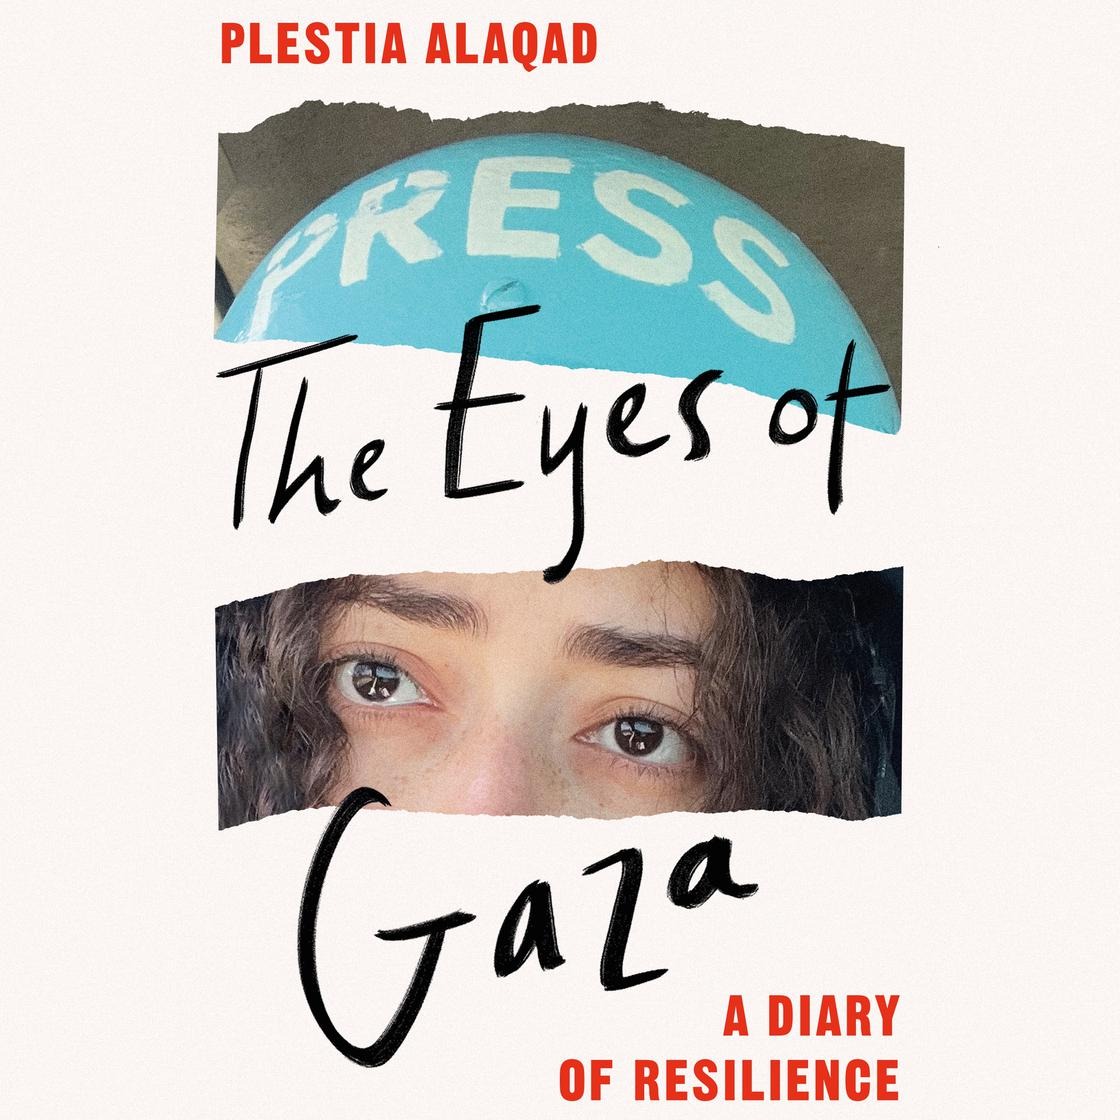 PLESTIA ALAQAD
PRESS
The Eyes of
Gaza
A DIARY
OF RESILIENCE